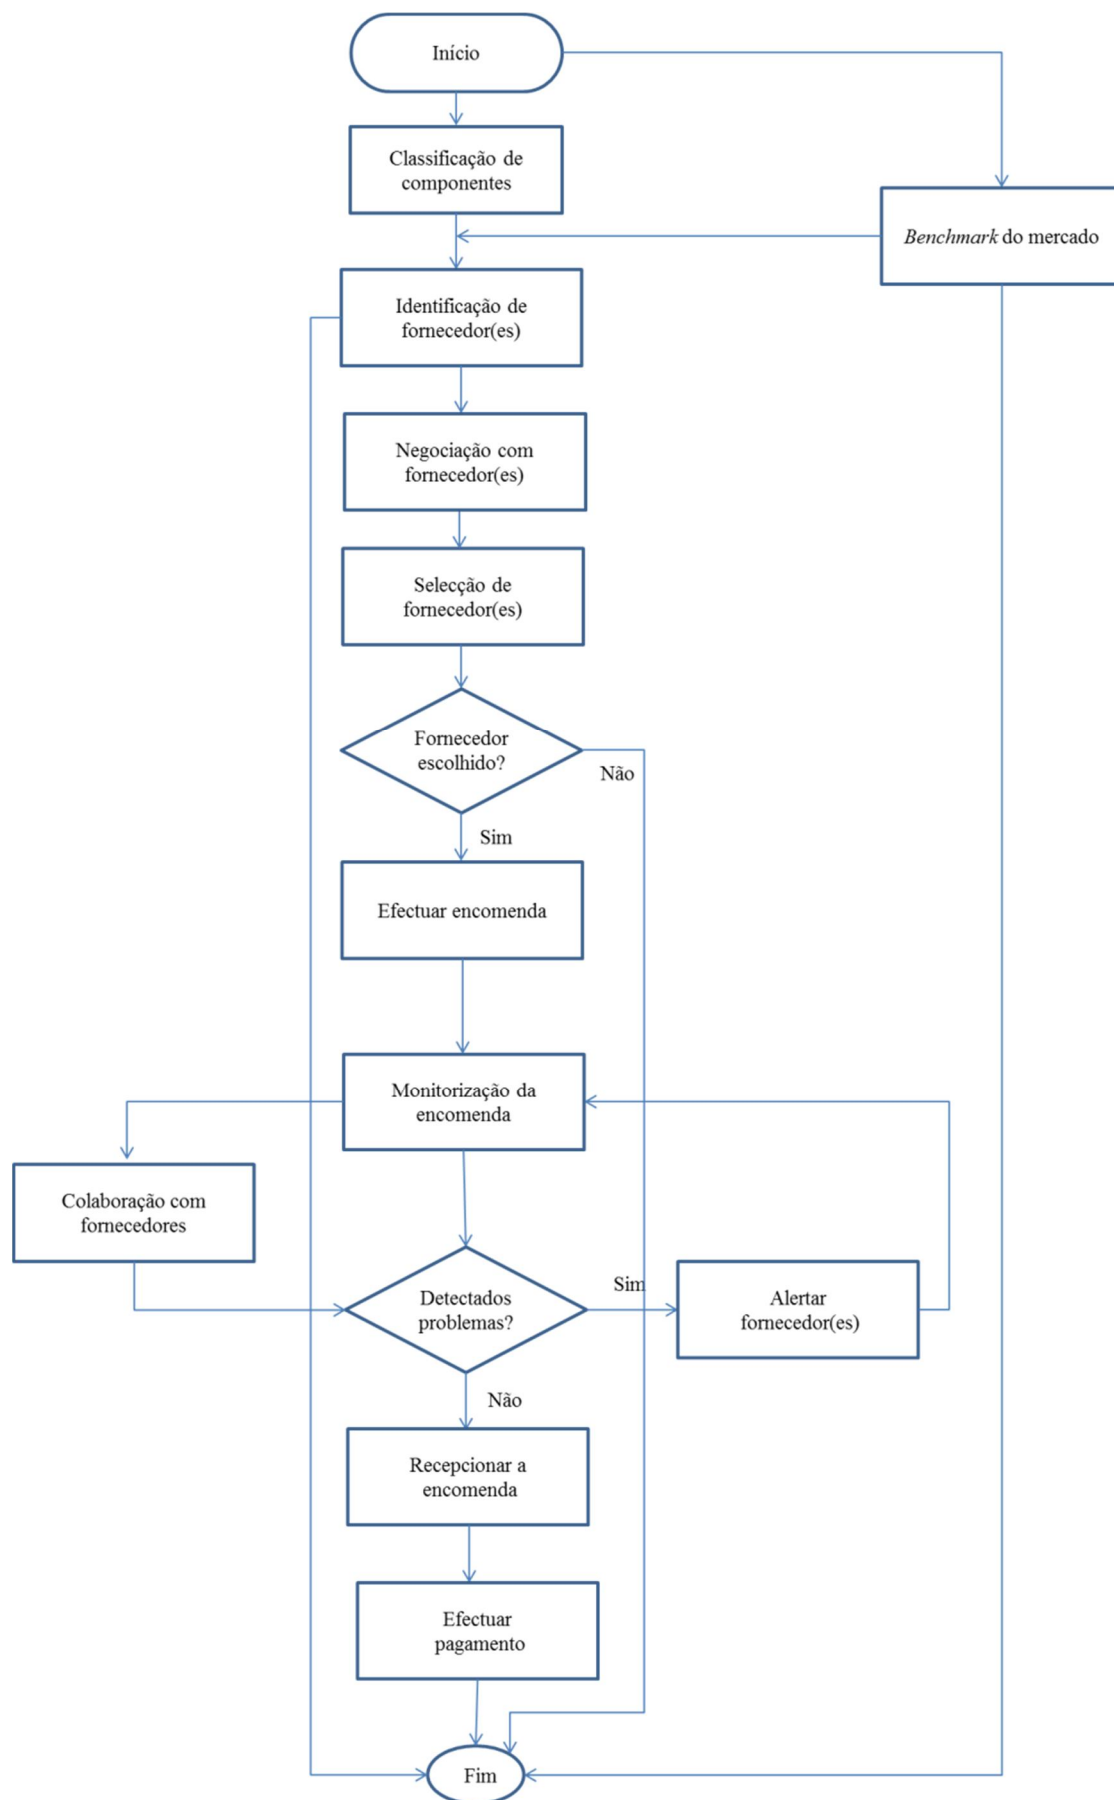 Início
Classificação de
componentes
Benchmark do mercado
Identificação de
fornecedor(es)
Negociação com
fornecedor(es)
Selecção de
fornecedor(es)
Fornecedor
escolhido?
Não
Sim
Efectuar encomenda
Monitorização da
encomenda
Colaboração com
fornecedores
Detectados
problemas?
Sim
Alertar
fornecedor(es)
Não
Recepcionar a
encomenda
Efectuar
pagamento
Fim